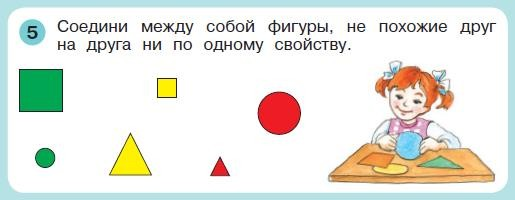 5 Соедини между собой фигуры, не похожие друг
на друга ни по одному свойству.